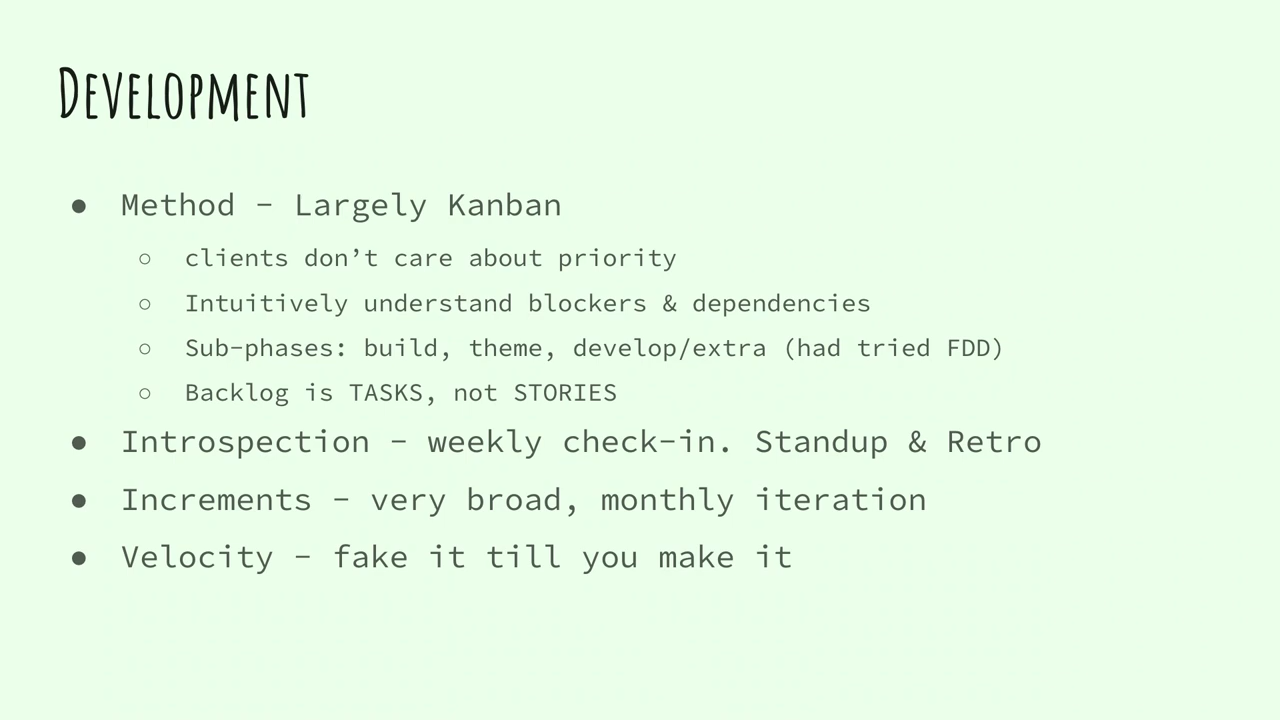 Development
● Method - Largely Kanban
○ clients don’t care about priority
○ Intuitively understand blockers & dependencies
○ Sub-phases: build, theme, develop/extra (had tried FDD)
○ Backlog is TASKS, not STORIES
● Introspection - weekly check-in. Standup & Retro
● Increments - very broad, monthly iteration
● Velocity - fake it till you make it